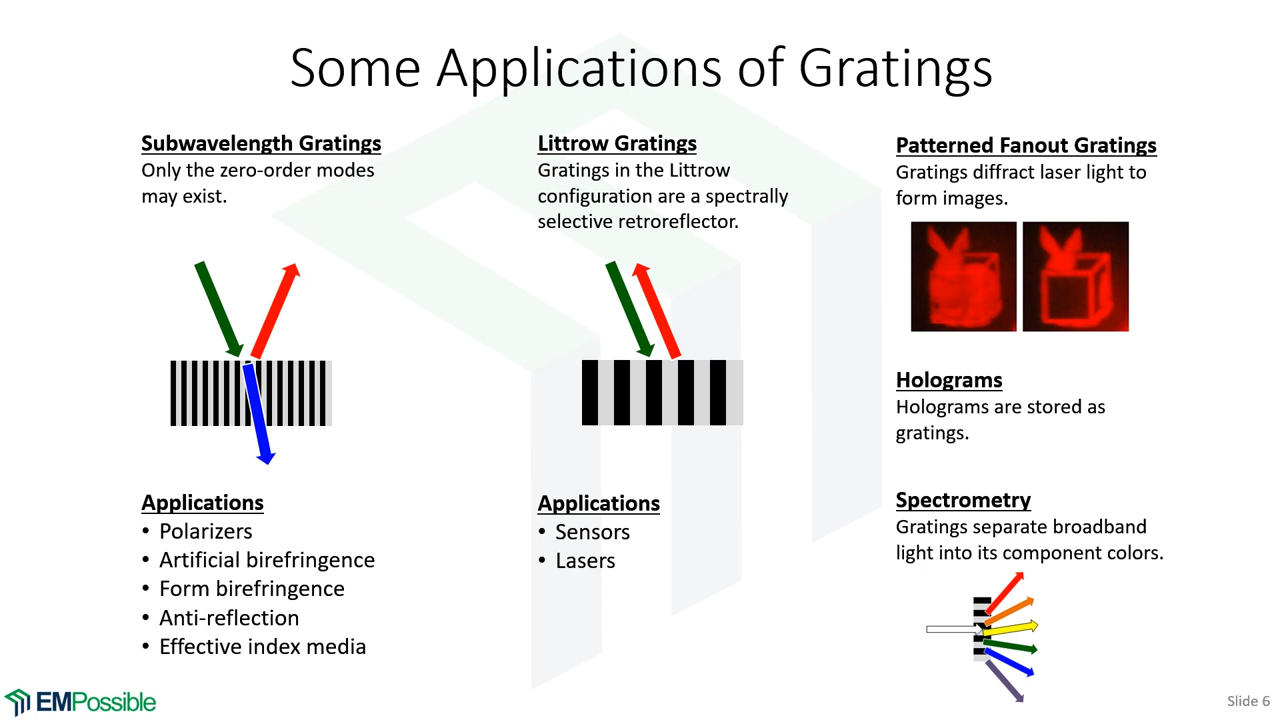 Some Applications of Gratings
Subwavelength Gratings
Only the zero-order modes
may exist.
Applications
• Polarizers
• Artificial birefringence
• Form birefringence
• Anti-reflection
• Effective index media
Littrow Gratings
Gratings in the Littrow
configuration are a spectrally
selective retroreflector.
Applications
• Sensors
• Lasers
Patterned Fanout Gratings
Gratings diffract laser light to
form images.
Holograms
Holograms are stored as
gratings.
Spectrometry
Gratings separate broadband
light into its component colors.
EMPossible
Slide 6